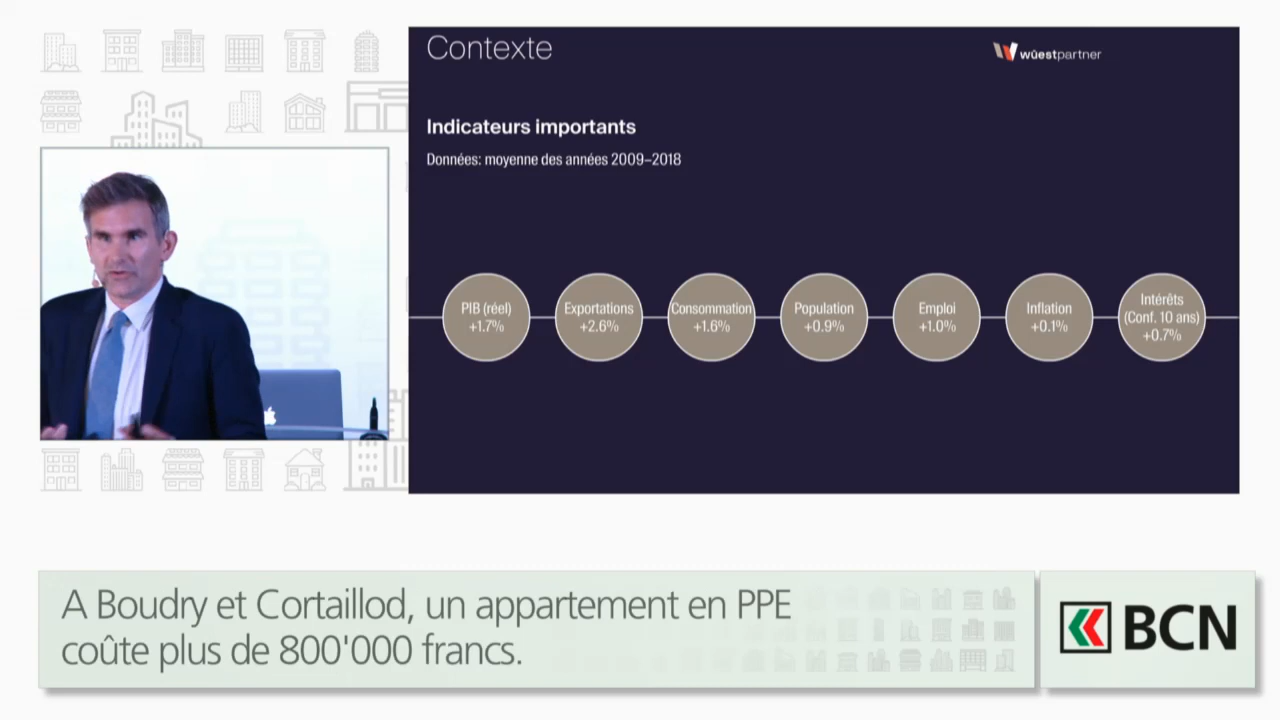 Contexte
wüestpartner
Indicateurs importants
Données: moyenne des années 2009–2018
PIB (réel)
+1.7%
Exportations
+2.6%
Consommation
+1.6%
Population
+0.9%
Emploi
+1.0%
Inflation
+0.1%
Intérêts
(Conf. 10 ans)
+0.7%
A Boudry et Cortaillod, un appartement en PPE
coûte plus de 800'000 francs.
BCN